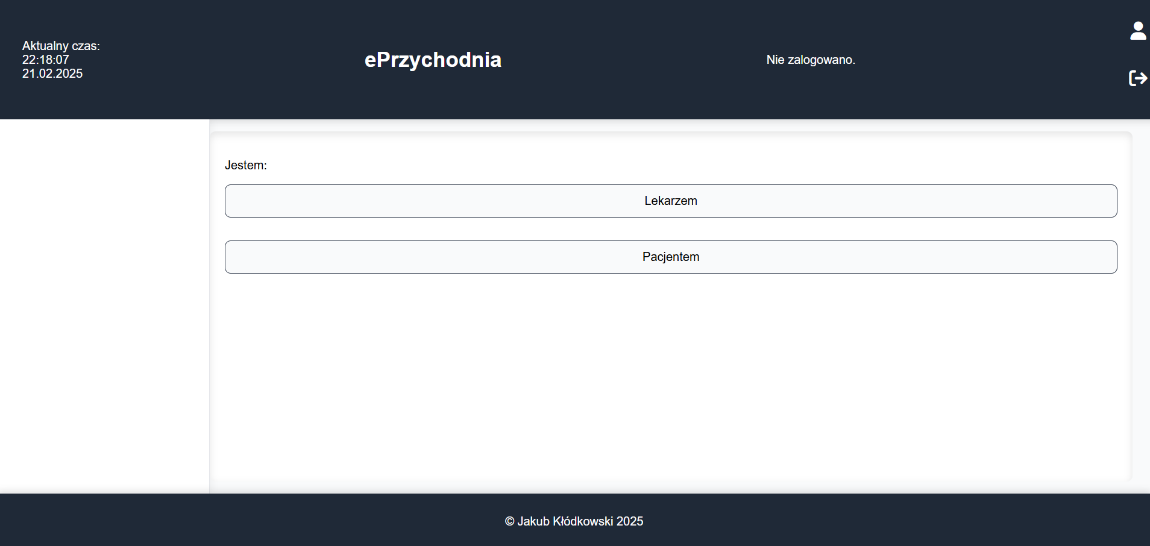 Aktualny czas:
22:18:07
21.02.2025
ePrzychodnia
Nie zalogowano.
Jestem:
Lekarzem
Pacjentem
© Jakub Kłódkowski 2025